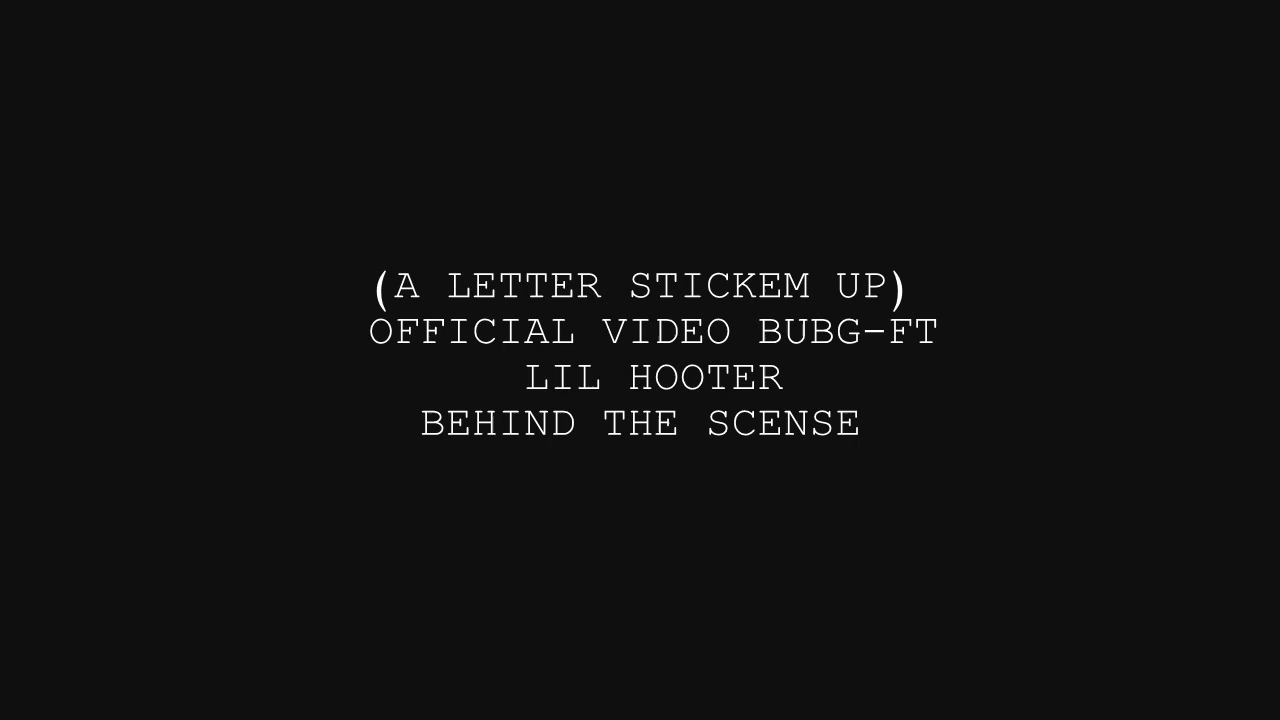 (A LETTER STICKEM UP)
OFFICIAL VIDEO BUBG-FT
LIL HOOTER
BEHIND THE SCENSE